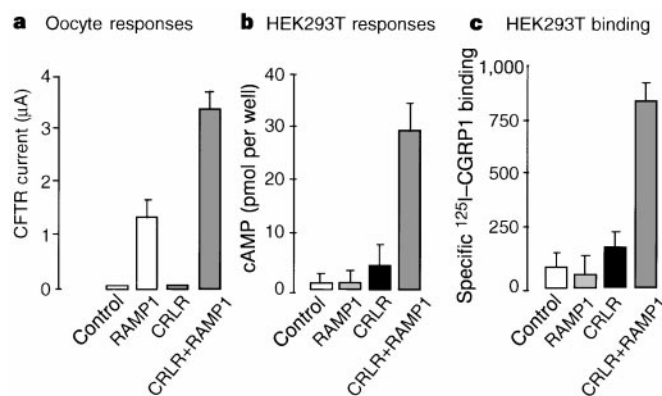 a Oocyte responses
CFTR current (μA)
4
3
2
1
0
Control
RAMP1
CRLR
CRLR+RAMP1
b HEK293T responses
cAMP (pmol per well)
40
30
20
10
0
Control
RAMP1
CRLR
CRLR+RAMP1
c HEK293T binding
Specific ¹²⁵I–CGRP1 binding
1,000
750
500
250
0
Control
RAMP1
CRLR
CRLR+RAMP1